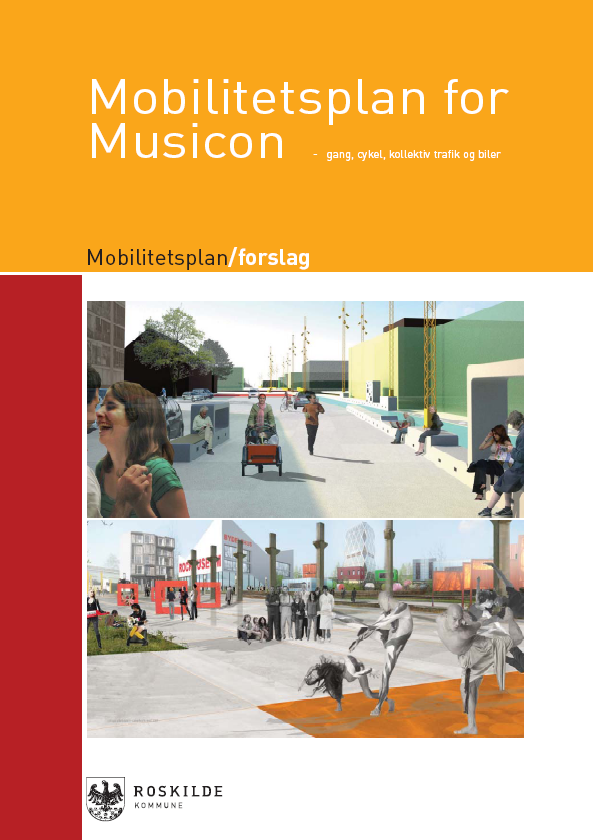 Mobilitetsplan for
Musicon
- gang, cykel, kollektiv trafik og biler
Mobilitetsplan/forslag
ROSKILDE
KOMMUNE